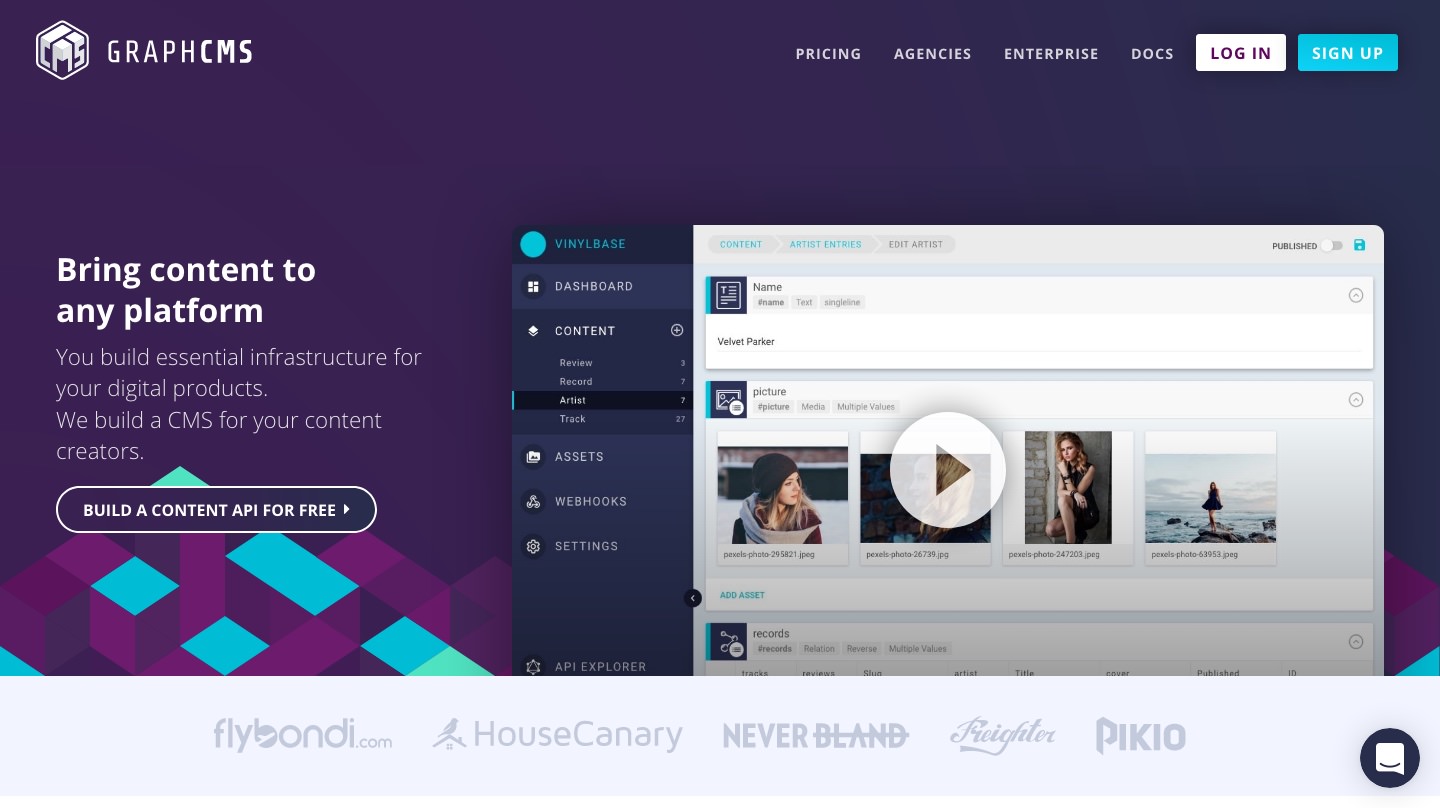 GRAPHCMS
PRICING
AGENCIES
ENTERPRISE
DOCS
LOG IN
SIGN UP
Bring content to
any platform
You build essential infrastructure for
your digital products.
We build a CMS for your content
creators.
BUILD A CONTENT API FOR FREE
VINYLBASE
DASHBOARD
CONTENT
Review 3
Record 7
Artist 7
Track 27
ASSETS
WEBHOOKS
SETTINGS
API EXPLORER
CONTENT ARTIST ENTRIES EDIT ARTIST
PUBLISHED
Name
#name Text singleline
Velvet Parker
picture
#picture Media Multiple Values
pexels-photo-295821.jpeg pexels-photo-26739.jpg pexels-photo-247203.jpeg pexels-photo-63953.jpeg
ADD ASSET
records
#records Relation Reverse Multiple Values
tracks reviews Slug artist Title cover Published ID
flybondi.com
HouseCanary
NEVER BLAND
Freighter
PIKIO